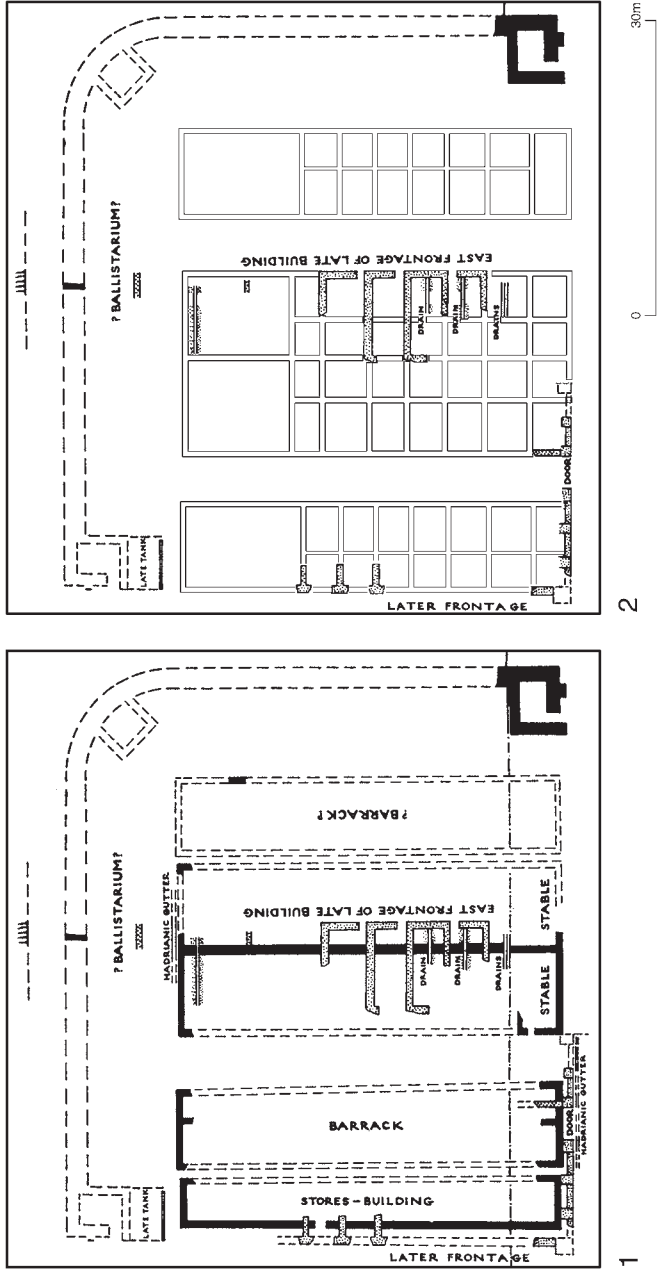 ? BALLISTARIUM?
LATE TANK
EAST FRONTAGE OF LATE BUILDING
DRAIN
DRAIN
DRAINS
DOOR
LATER FRONTAGE
2
0
30m
? BALLISTARIUM?
HADRIANIC GUTTER
LATE TANK
?BARRACK?
EAST FRONTAGE OF LATE BUILDING
STABLE
STABLE
DRAIN
DRAIN
DRAINS
BARRACK
STORES-BUILDING
DOOR
HADRIANIC GUTTER
LATER FRONTAGE
1